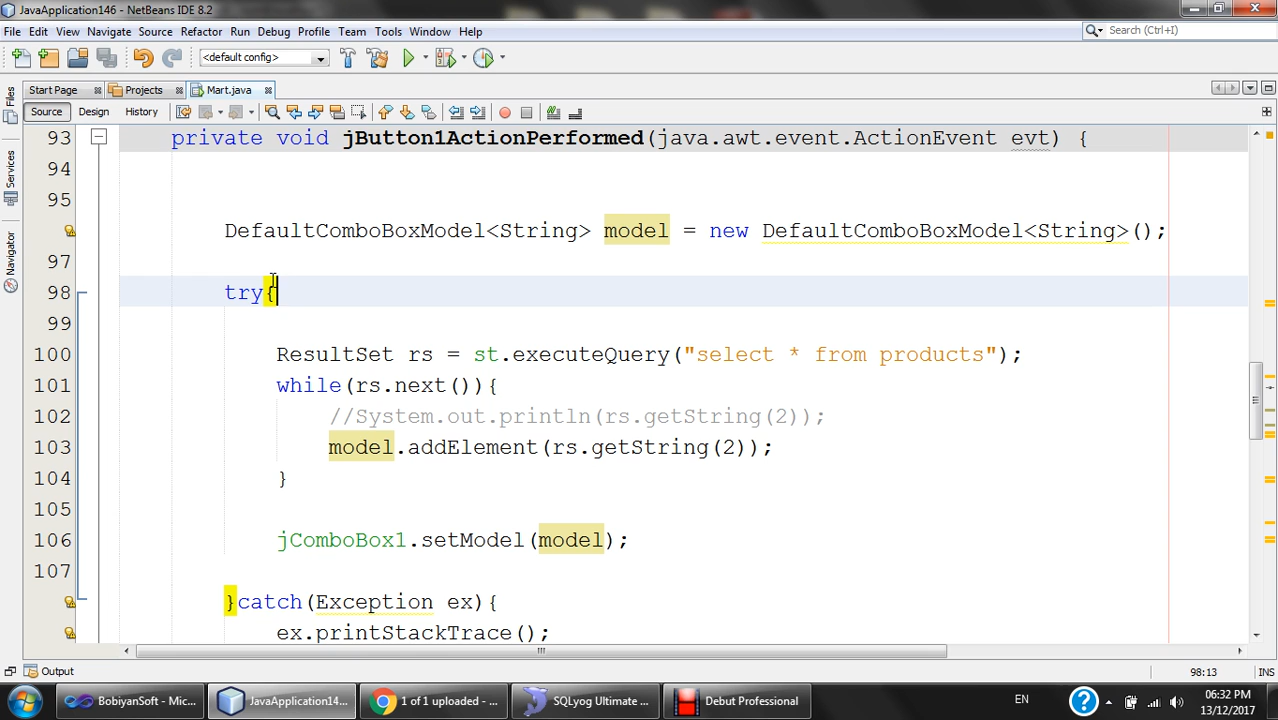 JavaApplication146 - NetBeans IDE 8.2
File Edit View Navigate Source Refactor Run Debug Profile Team Tools Window Help
Search (Ctrl+I)
<default config>
Start Page Projects Mart.java
Source Design History
Files
Services
Navigator
93 private void jButton1ActionPerformed(java.awt.event.ActionEvent evt) {
94
95
DefaultComboBoxModel<String> model = new DefaultComboBoxModel<String>();
97
98 try{
99
100 ResultSet rs = st.executeQuery("select * from products");
101 while(rs.next()){
102 //System.out.println(rs.getString(2));
103 model.addElement(rs.getString(2));
104 }
105
106 jComboBox1.setModel(model);
107
}catch(Exception ex){
ex.printStackTrace();
Output
98:13 INS
BobiyanSoft - Mic... JavaApplication14... 1 of 1 uploaded - ... SQLyog Ultimate ... Debut Professional
EN
06:32 PM
13/12/2017